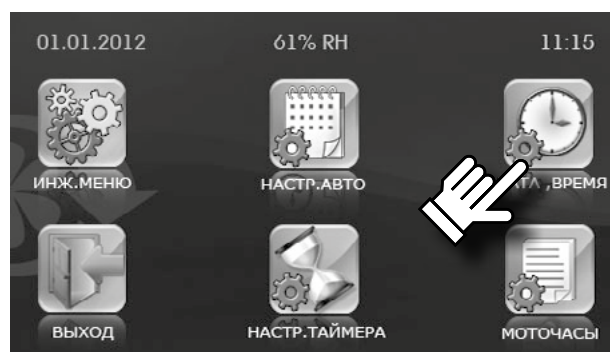 01.01.2012 61% RH 11:15
ИНЖ.МЕНЮ НАСТР.АВТО ,ВРЕМЯ
ВЫХОД НАСТР.ТАЙМЕРА МОТОЧАСЫ